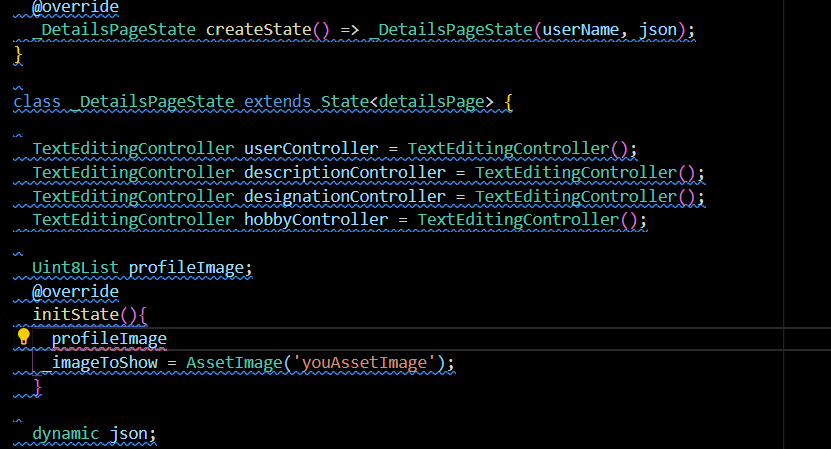 @override
_DetailsPageState createState() => _DetailsPageState(userName, json);
}
class _DetailsPageState extends State<detailsPage> {
TextEditingController userController = TextEditingController();
TextEditingController descriptionController = TextEditingController();
TextEditingController designationController = TextEditingController();
TextEditingController hobbyController = TextEditingController();
Uint8List profileImage;
@override
initState(){
profileImage
_imageToShow = AssetImage('youAssetImage');
}
dynamic json;